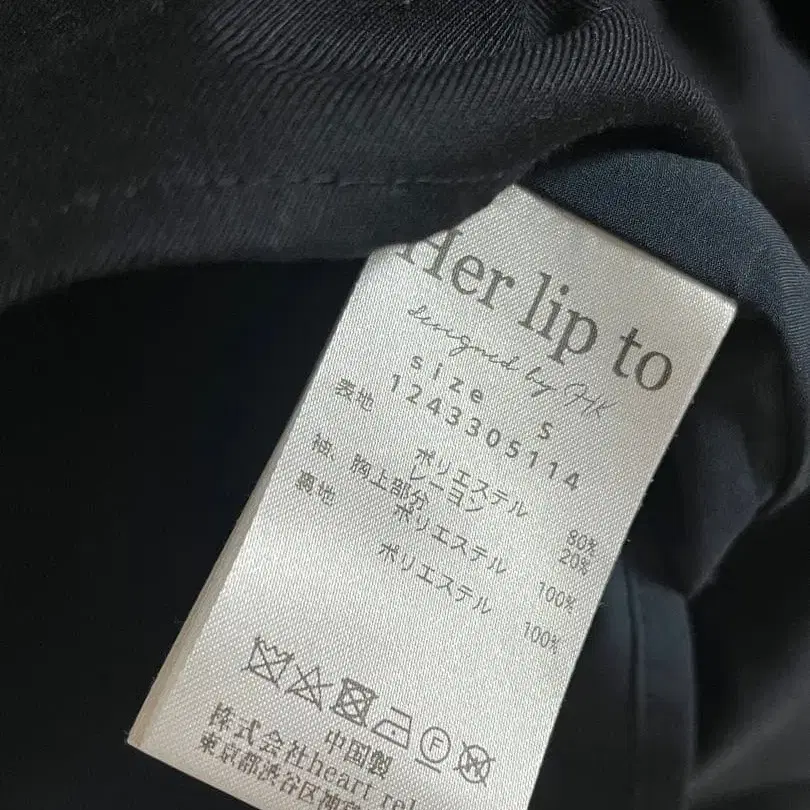 Her lip to
designed by HK
size S
1243305114
表地 ポリエステル 80%
レーヨン 20%
袖、胸上部分 ポリエステル 100%
裏地 ポリエステル 100%
中国製
株式会社heart rel
東京都渋谷区神宮